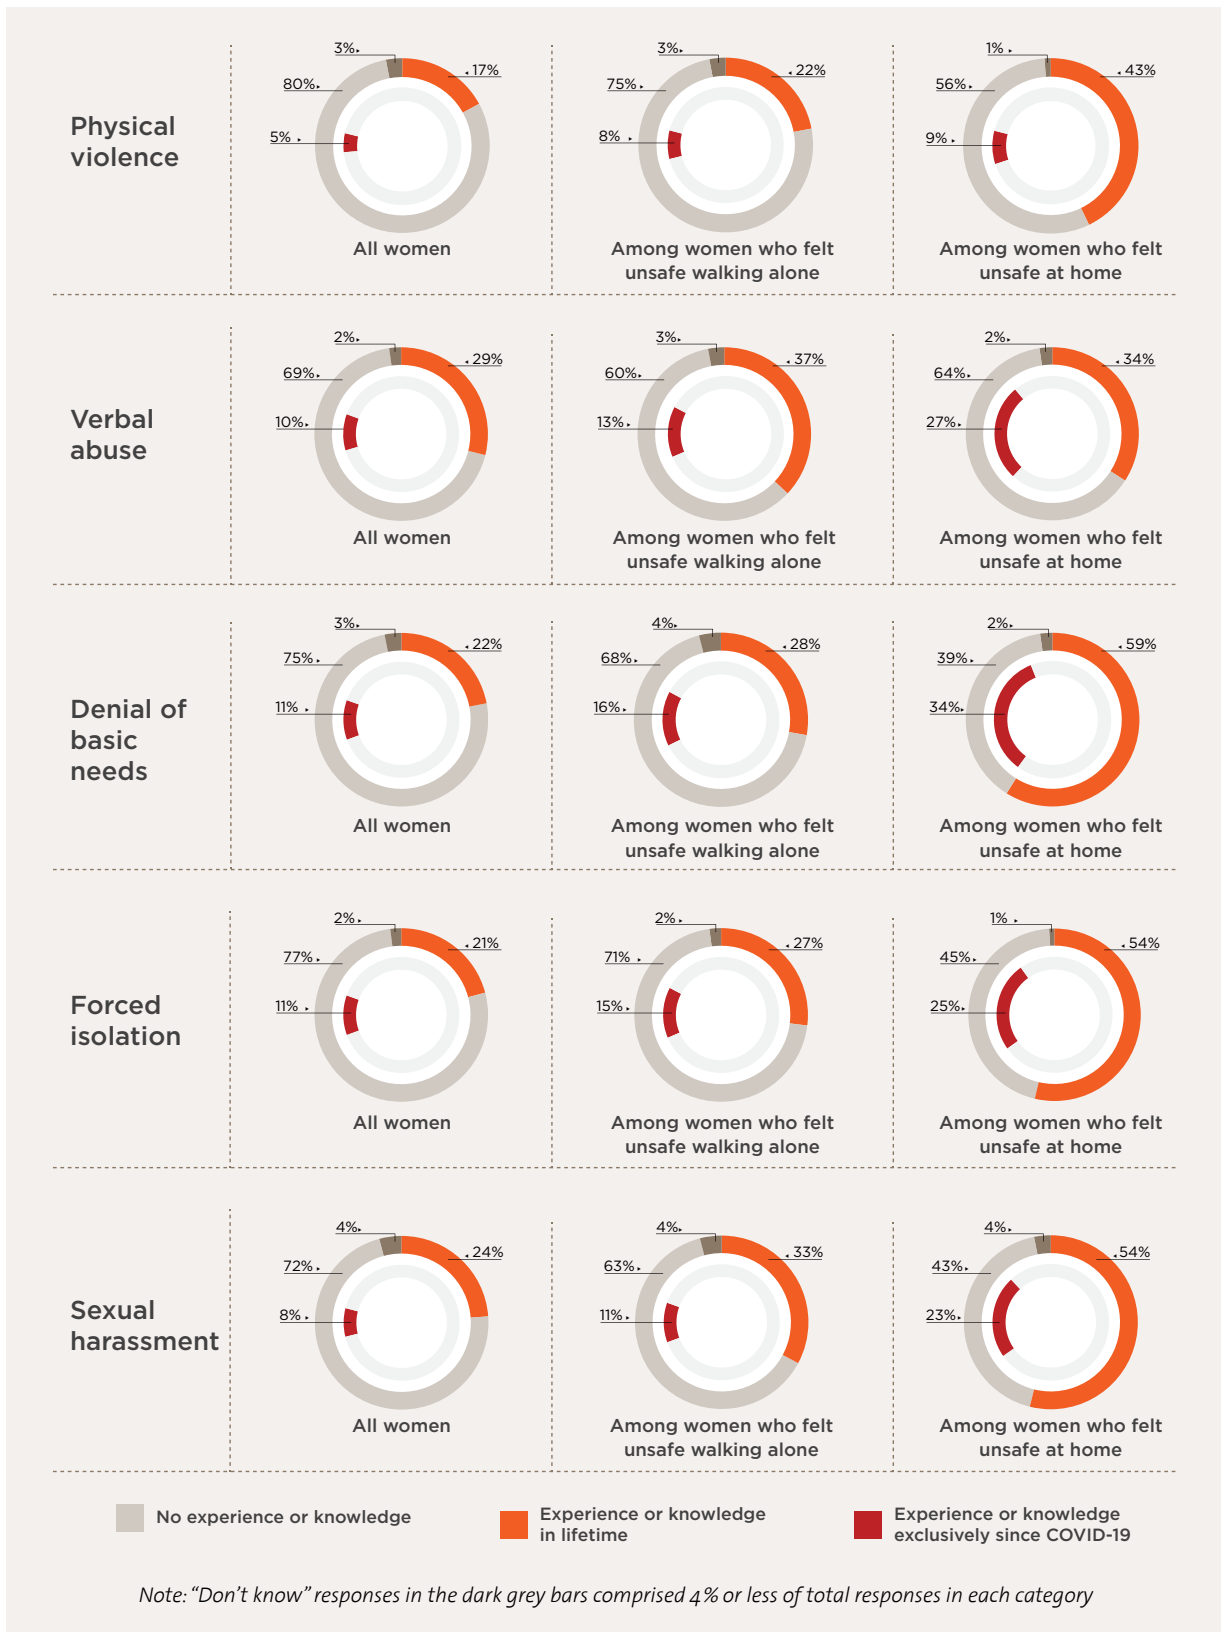 Physical
violence
3%
17%
80%
5%
All women
3%
22%
75%
8%
Among women who felt
unsafe walking alone
1%
43%
56%
9%
Among women who felt
unsafe at home
Verbal
abuse
2%
29%
69%
10%
All women
3%
37%
60%
13%
Among women who felt
unsafe walking alone
2%
34%
64%
27%
Among women who felt
unsafe at home
Denial of
basic
needs
3%
22%
75%
11%
All women
4%
28%
68%
16%
Among women who felt
unsafe walking alone
2%
59%
39%
34%
Among women who felt
unsafe at home
Forced
isolation
2%
21%
77%
11%
All women
2%
27%
71%
15%
Among women who felt
unsafe walking alone
1%
54%
45%
25%
Among women who felt
unsafe at home
Sexual
harassment
4%
24%
72%
8%
All women
4%
33%
63%
11%
Among women who felt
unsafe walking alone
4%
54%
43%
23%
Among women who felt
unsafe at home
No experience or knowledge
Experience or knowledge
in lifetime
Experience or knowledge
exclusively since COVID-19
Note: “Don’t know” responses in the dark grey bars comprised 4% or less of total responses in each category